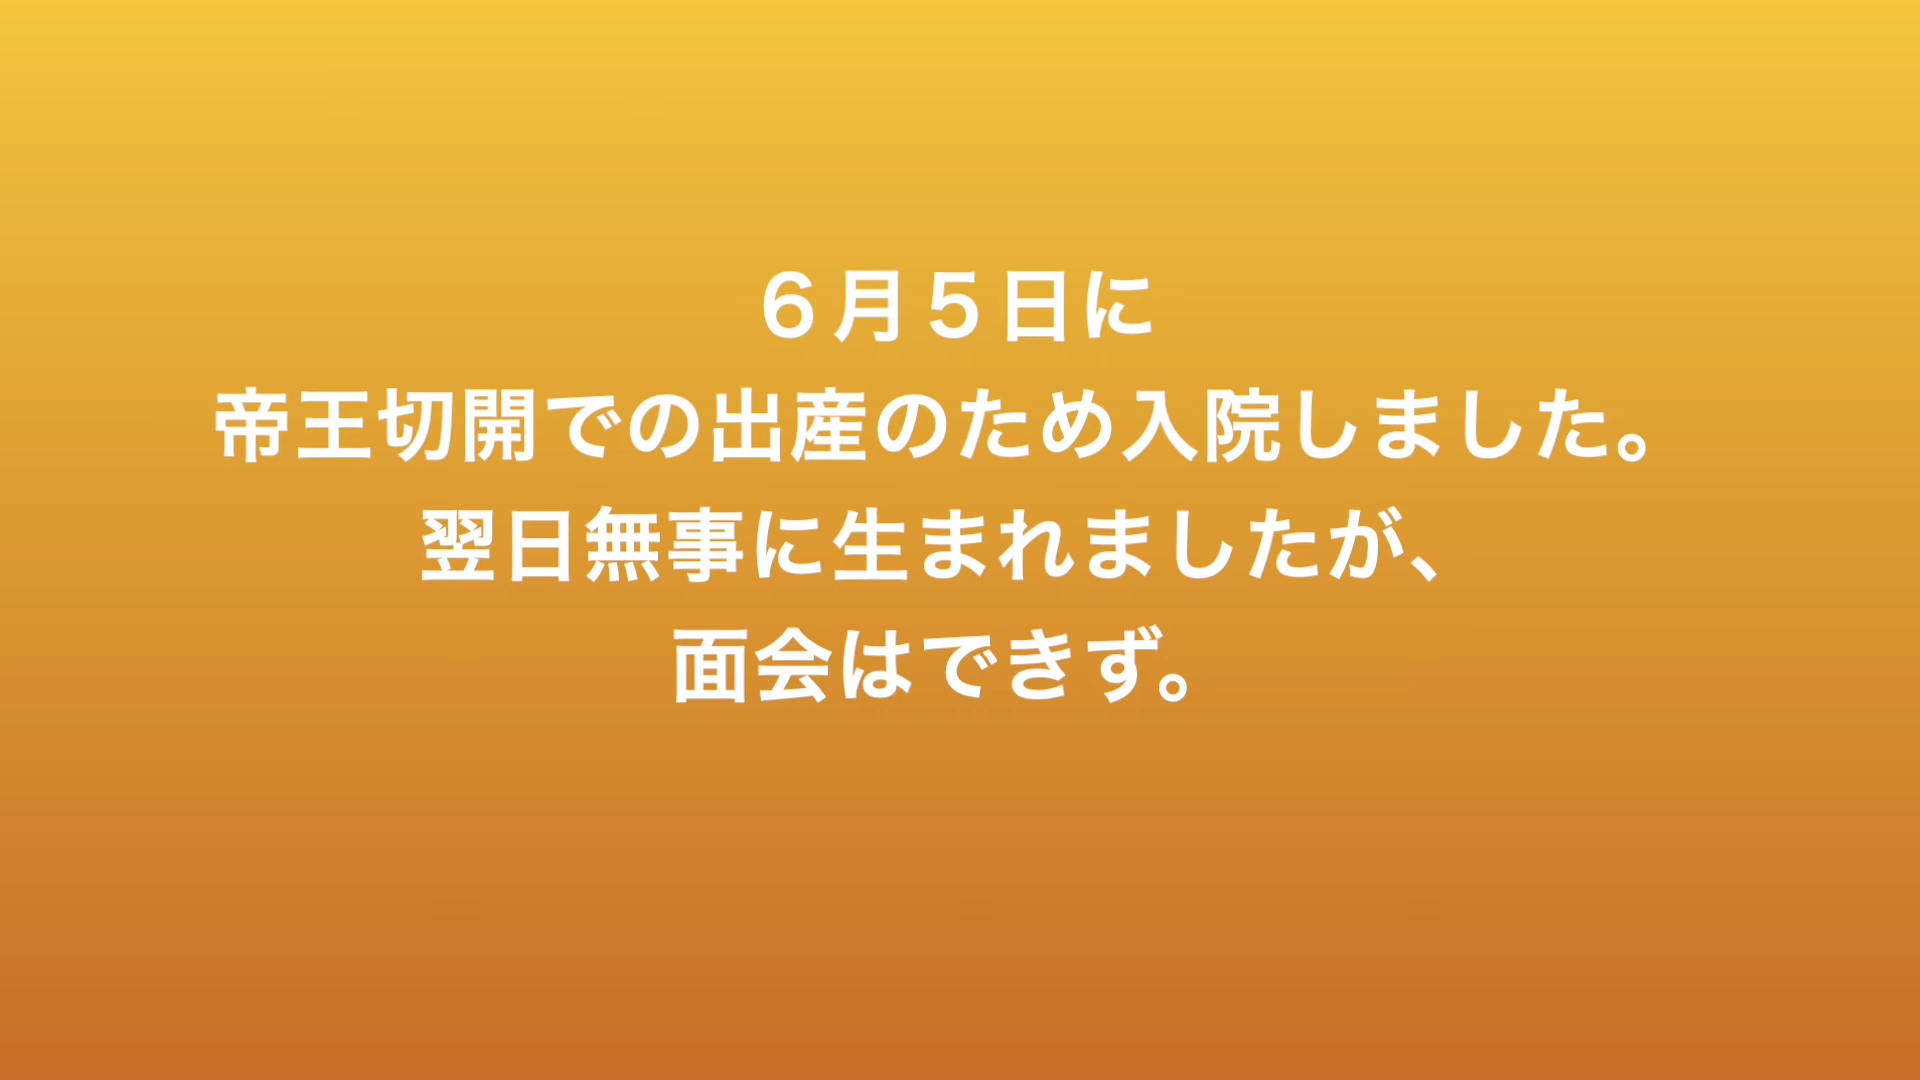 ６月５日に
帝王切開での出産のため入院しました。
翌日無事に生まれましたが、
面会はできず。